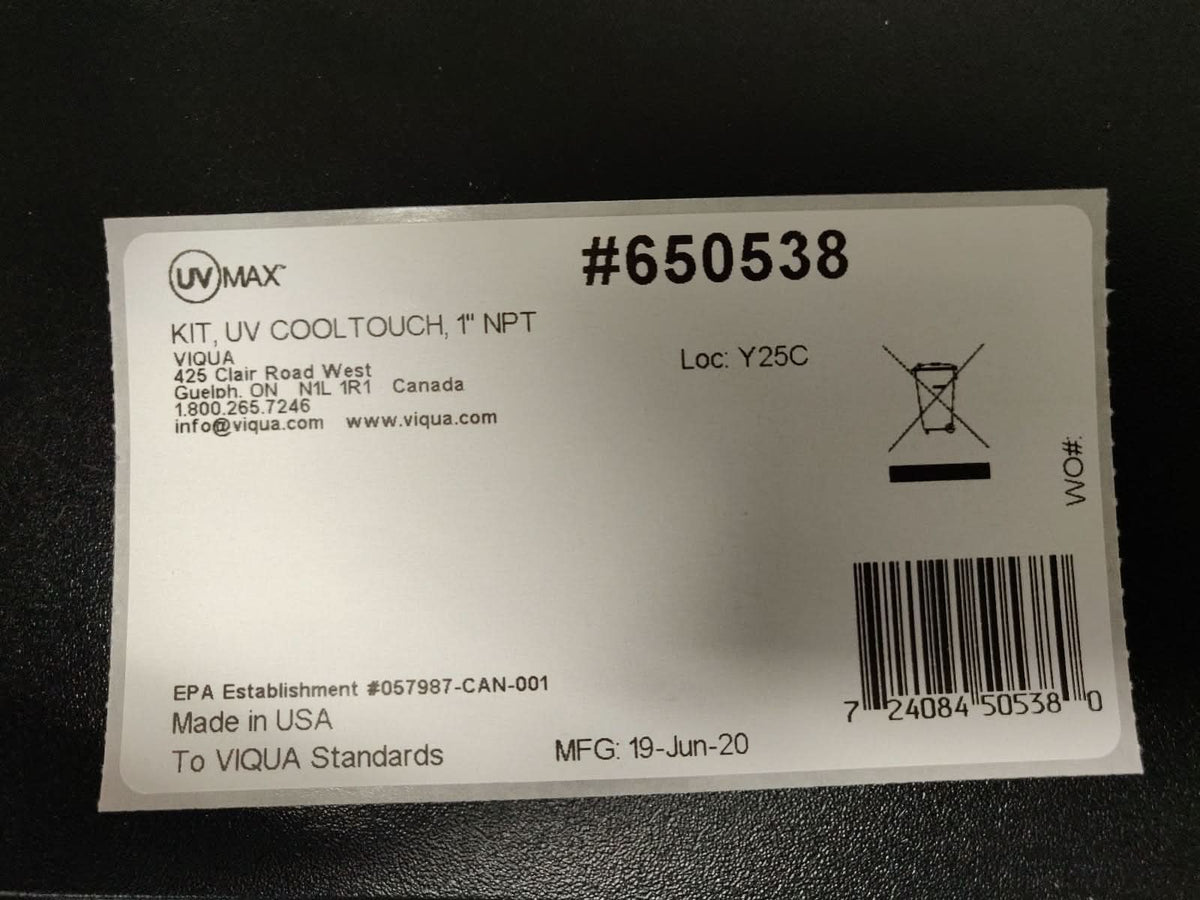 UV MAX™
#650538
KIT, UV COOLTOUCH, 1" NPT
VIQUA
425 Clair Road West
Guelph. ON N1L 1R1 Canada
1.800.265.7246
info@viqua.com www.viqua.com
Loc: Y25C
WO#:
EPA Establishment #057987-CAN-001
Made in USA
To VIQUA Standards
MFG: 19-Jun-20
7 24084 50538 0